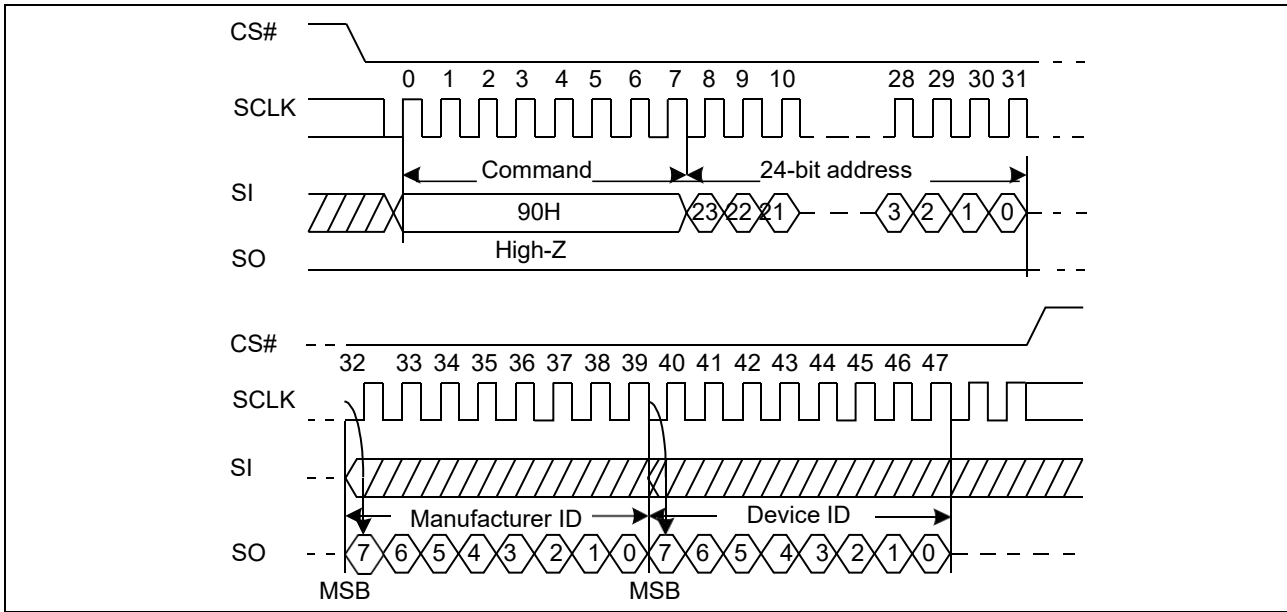 CS#
0 1 2 3 4 5 6 7 8 9 10 28 29 30 31
SCLK
Command 24-bit address
SI
90H 23 22 21 3 2 1 0
High-Z
SO
CS#
32 33 34 35 36 37 38 39 40 41 42 43 44 45 46 47
SCLK
SI
Manufacturer ID Device ID
SO 7 6 5 4 3 2 1 0 7 6 5 4 3 2 1 0
MSB MSB